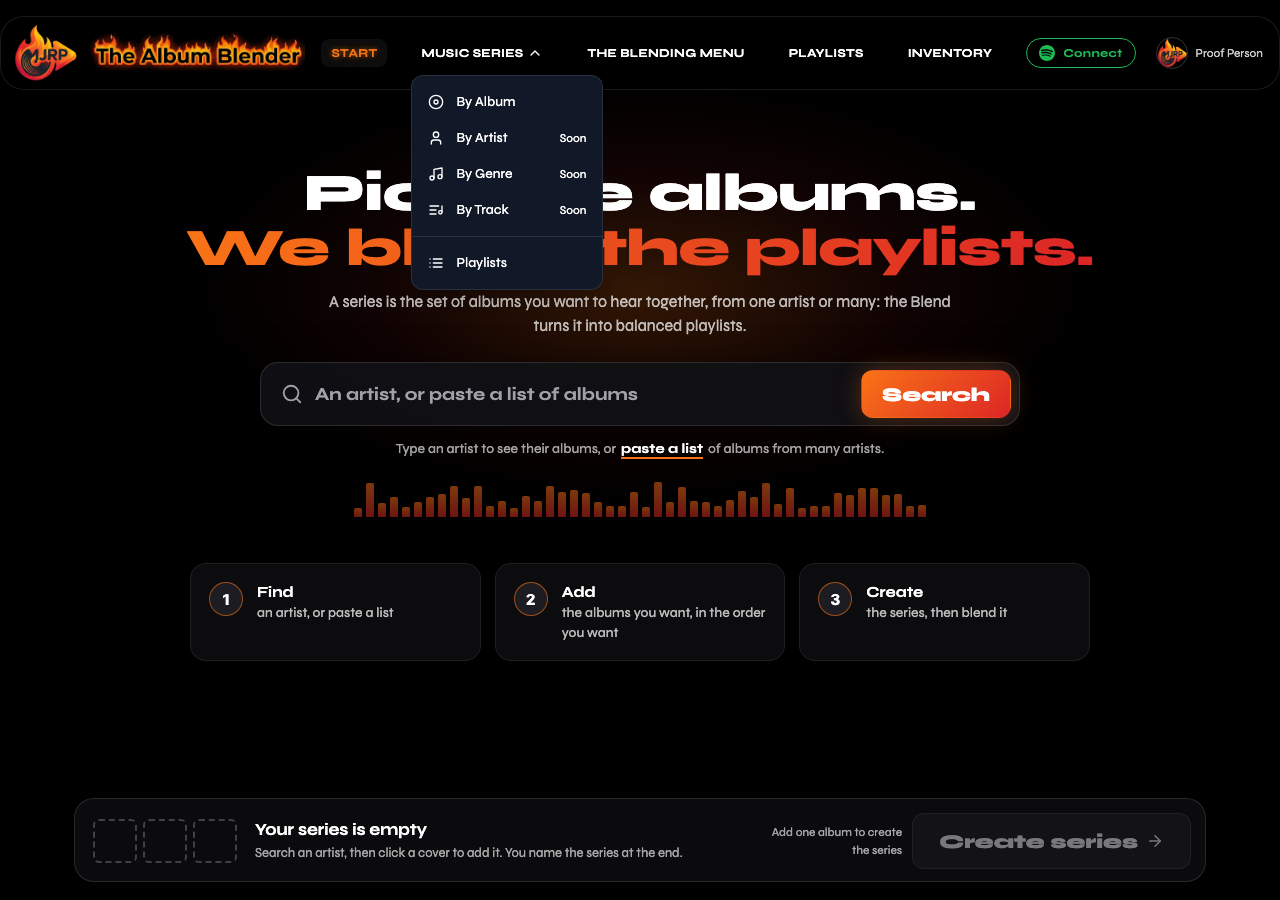 MJRP
The Album Blender
START
MUSIC SERIES
THE BLENDING MENU
PLAYLISTS
INVENTORY
Connect
Proof Person
By Album
By Artist Soon
By Genre Soon
By Track Soon
Playlists
albums.
We the playlists.
A series is the set of albums you want to hear together, from one artist or many: the Blend
turns it into balanced playlists.
An artist, or paste a list of albums
Search
Type an artist to see their albums, or paste a list of albums from many artists.
1
Find
an artist, or paste a list
2
Add
the albums you want, in the order
you want
3
Create
the series, then blend it
Your series is empty
Search an artist, then click a cover to add it. You name the series at the end.
Add one album to create
the series
Create series